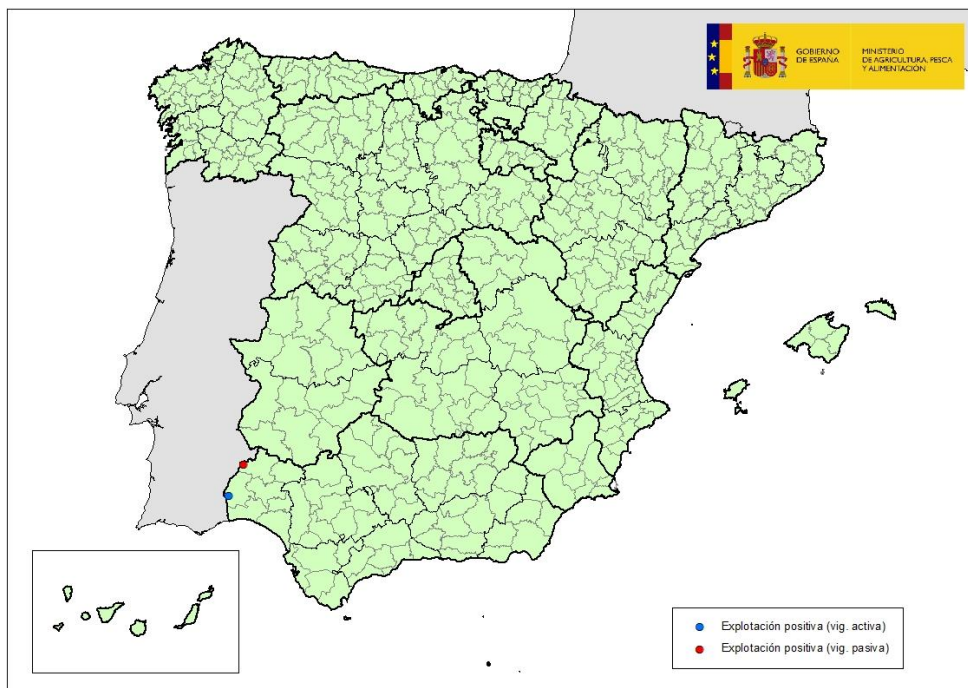 GOBIERNO
DE ESPAÑA
MINISTERIO
DE AGRICULTURA, PESCA
Y ALIMENTACIÓN
Explotación positiva (vig. activa)
Explotación positiva (vig. pasiva)